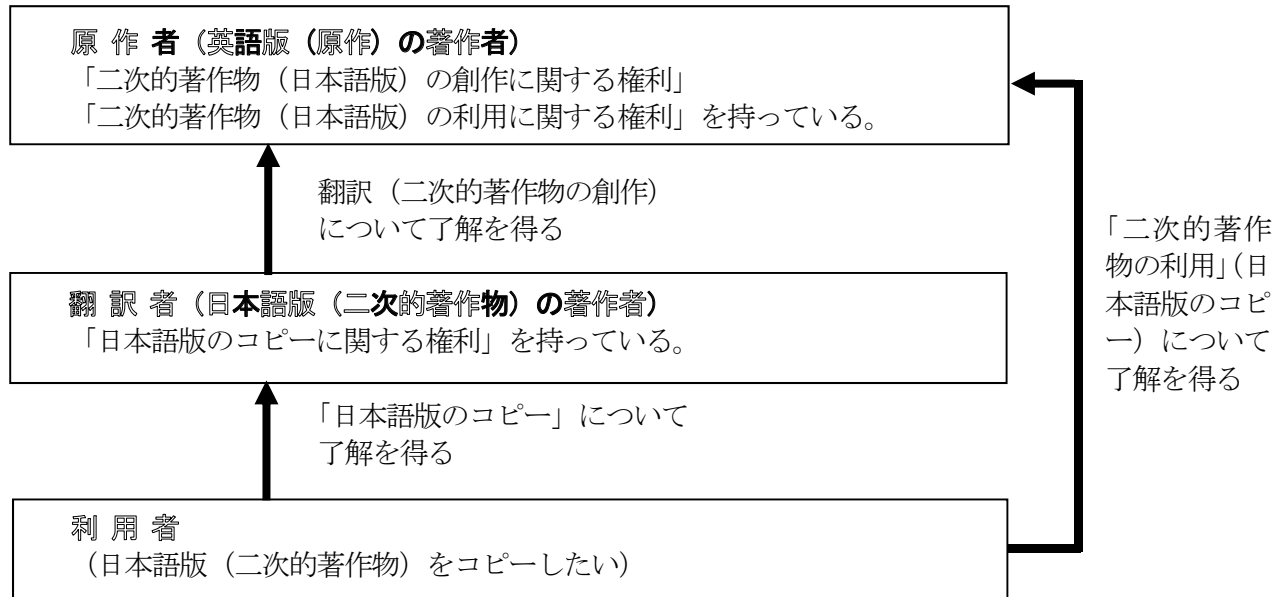 原 作 者（英語版（原作）の著作者）
「二次的著作物（日本語版）の創作に関する権利」
「二次的著作物（日本語版）の利用に関する権利」を持っている。
翻訳（二次的著作物の創作）
について了解を得る
「二次的著作
物の利用」（日
本語版のコピ
ー）について
了解を得る
翻 訳 者（日本語版（二次的著作物）の著作者）
「日本語版のコピーに関する権利」を持っている。
「日本語版のコピー」について
了解を得る
利 用 者
（日本語版（二次的著作物）をコピーしたい）